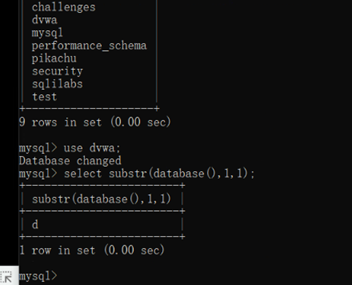 | challenges
| dvwa
| mysql
| performance_schema |
| pikachu
| security
| sqlilabs
| test
+--------------------+
9 rows in set (0.00 sec)
mysql> use dvwa;
Database changed
mysql> select substr(database(),1,1);
+------------------------+
| substr(database(),1,1) |
+------------------------+
| d |
+------------------------+
1 row in set (0.00 sec)
mysql>